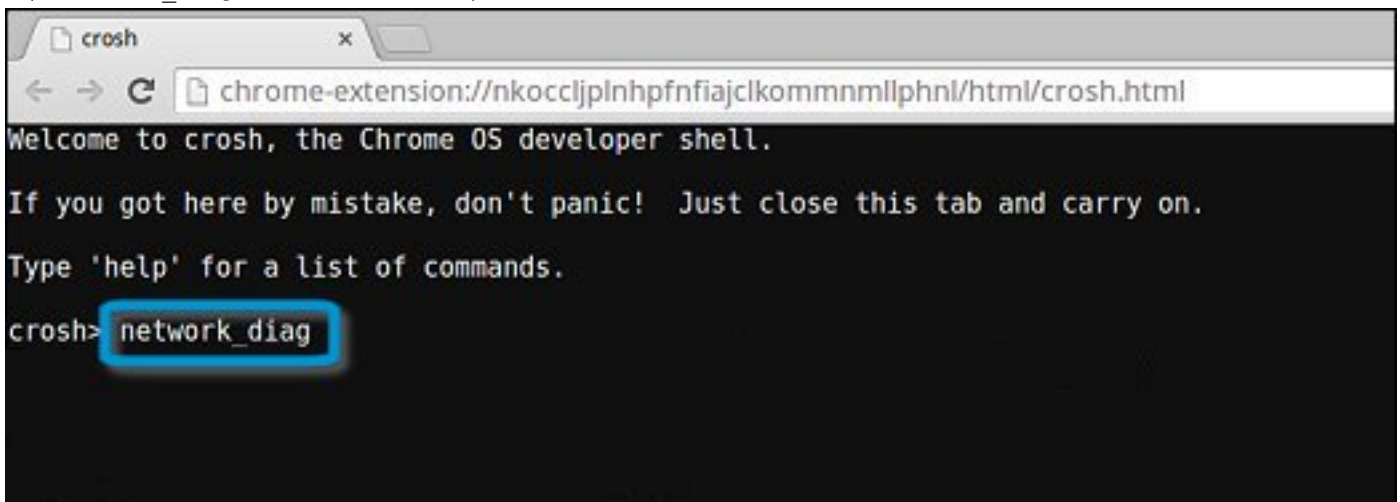 crosh ×
chrome-extension://nkoccljplnhpfnfiajclkommnmllphnl/html/crosh.html
Welcome to crosh, the Chrome OS developer shell.
If you got here by mistake, don't panic!  Just close this tab and carry on.
Type 'help' for a list of commands.
crosh> network_diag